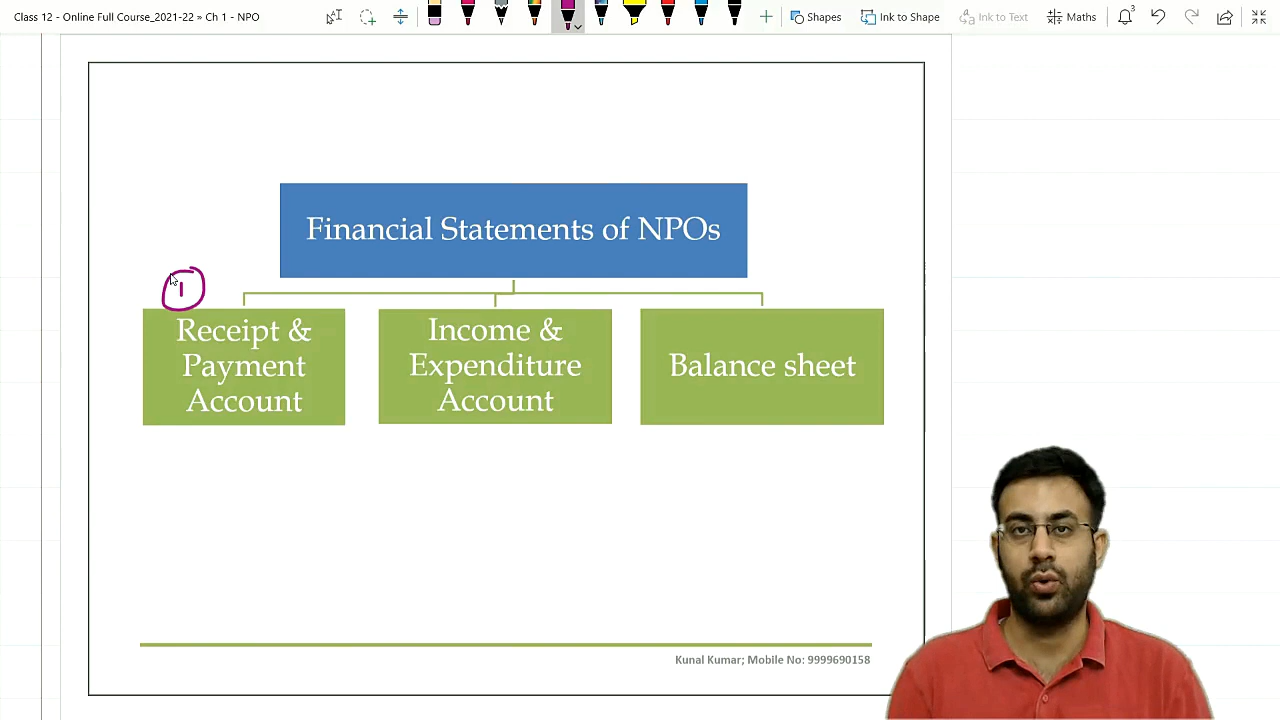 Class 12 - Online Full Course_2021-22 » Ch 1 - NPO
Shapes
Ink to Shape
Ink to Text
Maths
3
Financial Statements of NPOs
1
Receipt &
Payment
Account
Income &
Expenditure
Account
Balance sheet
Kunal Kumar; Mobile No: 9999690158